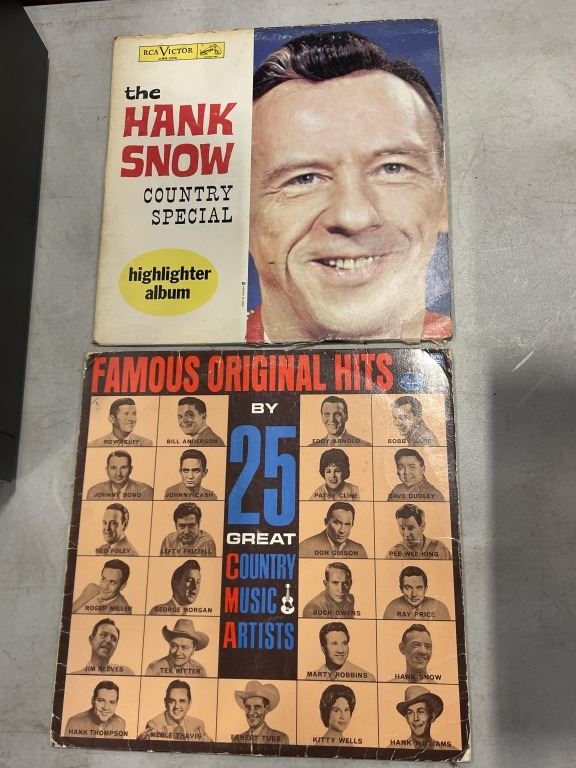 RCA VICTOR
the
HANK
SNOW
COUNTRY
SPECIAL
highlighter
album
FAMOUS ORIGINAL HITS
BY
25
GREAT
COUNTRY
MUSIC
ARTISTS
ROY ACUFF
BILL ANDERSON
EDDY ARNOLD
BOBBY BARE
JOHNNY BOND
JOHNNY CASH
PATSY CLINE
DAVE DUDLEY
RED FOLEY
LEFTY FRIZZELL
DON GIBSON
PEE WEE KING
ROGER MILLER
GEORGE MORGAN
BUCK OWENS
RAY PRICE
JIM REEVES
TEX RITTER
MARTY ROBBINS
HANK SNOW
HANK THOMPSON
MERLE TRAVIS
ERNEST TUBB
KITTY WELLS
HANK WILLIAMS